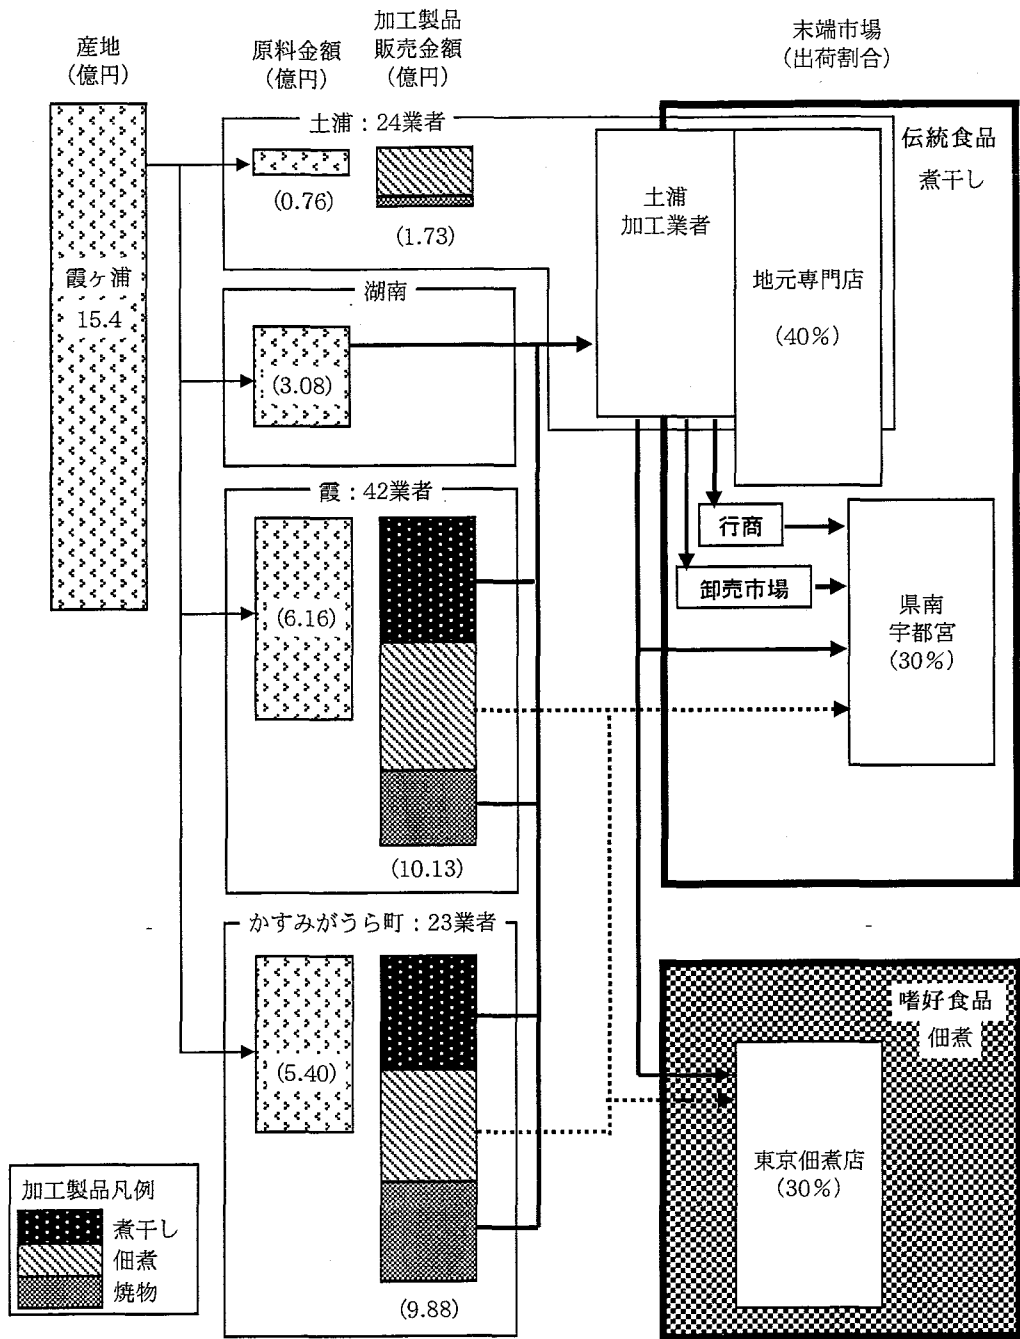 産地
(億円)
原料金額
(億円)
加工製品
販売金額
(億円)
末端市場
(出荷割合)
霞ヶ浦
15.4
土浦：24業者
(0.76)
(1.73)
湖南
(3.08)
霞：42業者
(6.16)
(10.13)
かすみがうら町：23業者
(5.40)
(9.88)
伝統食品
煮干し
土浦
加工業者
地元専門店
(40%)
行商
卸売市場
県南
宇都宮
(30%)
嗜好食品
佃煮
東京佃煮店
(30%)
加工製品凡例
煮干し
佃煮
焼物